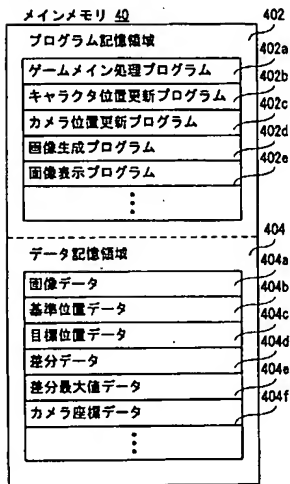 メインメモリ 40
プログラム記憶領域
402
ゲームメイン処理プログラム
402a
キャラクタ位置更新プログラム
402b
カメラ位置更新プログラム
402c
画像生成プログラム
402d
画像表示プログラム
402e
データ記憶領域
404
画像データ
404a
基準位置データ
404b
目標位置データ
404c
差分データ
404d
差分最大値データ
404e
カメラ座標データ
404f